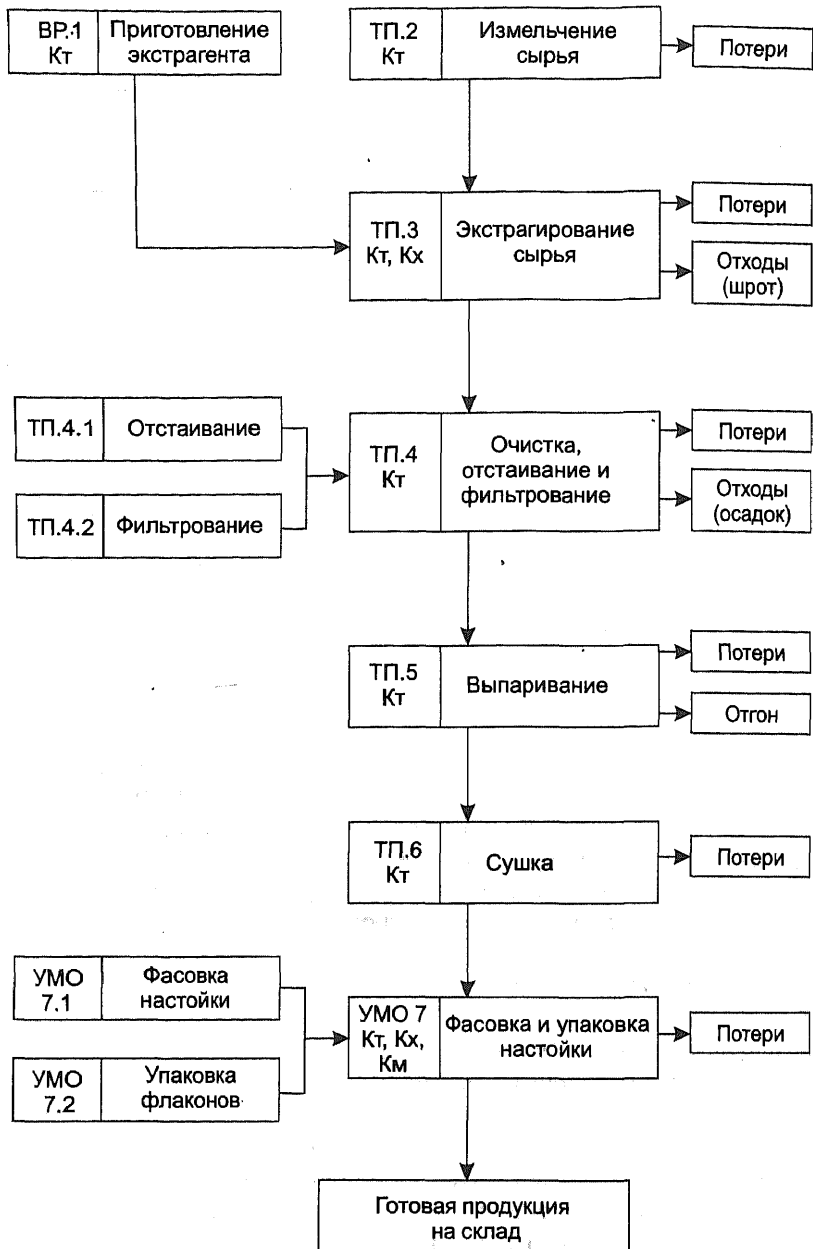 ВР.1
Кт
Приготовление
экстрагента
ТП.2
Кт
Измельчение
сырья
Потери
ТП.3
Кт, Кх
Экстрагирование
сырья
Потери
Отходы
(шрот)
ТП.4.1
Отстаивание
ТП.4.2
Фильтрование
ТП.4
Кт
Очистка,
отстаивание и
фильтрование
Потери
Отходы
(осадок)
ТП.5
Кт
Выпаривание
Потери
Отгон
ТП.6
Кт
Сушка
Потери
УМО
7.1
Фасовка
настойки
УМО
7.2
Упаковка
флаконов
УМО 7
Кт, Кх,
Км
Фасовка и упаковка
настойки
Потери
Готовая продукция
на склад